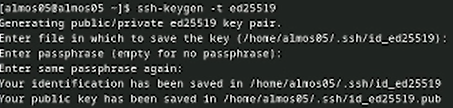 [almos05@almos05 ~]$ ssh-keygen -t ed25519
Generating public/private ed25519 key pair.
Enter file in which to save the key (/home/almos05/.ssh/id_ed25519):
Enter passphrase (empty for no passphrase):
Enter same passphrase again:
Your identification has been saved in /home/almos05/.ssh/id_ed25519
Your public key has been saved in /home/almos05/.ssh/id_ed25519.pub